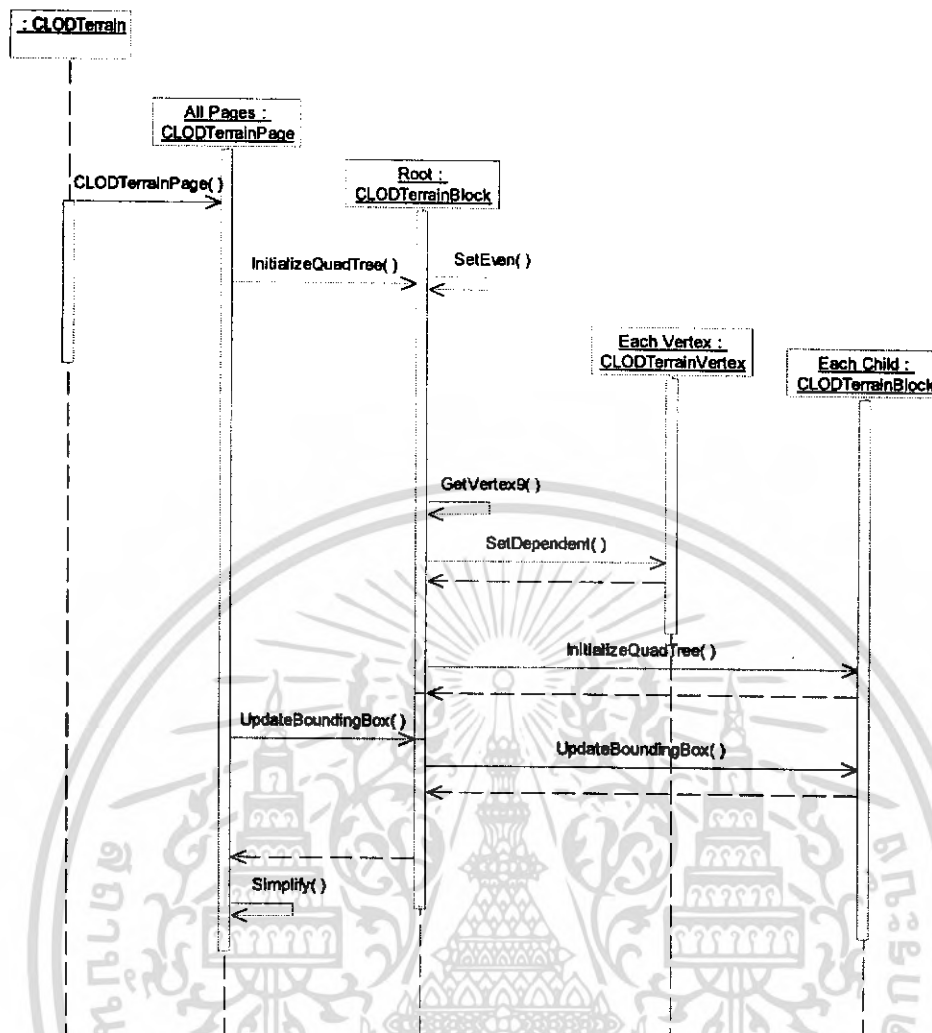 : CLODTerrain
All Pages :
CLODTerrainPage
CLODTerrainPage( )
Root :
CLODTerrainBlock
InitializeQuadTree( )
SetEven( )
Each Vertex :
CLODTerrainVertex
Each Child :
CLODTerrainBlock
GetVertex9( )
SetDependent( )
InitializeQuadTree( )
UpdateBoundingBox( )
UpdateBoundingBox( )
Simplify( )